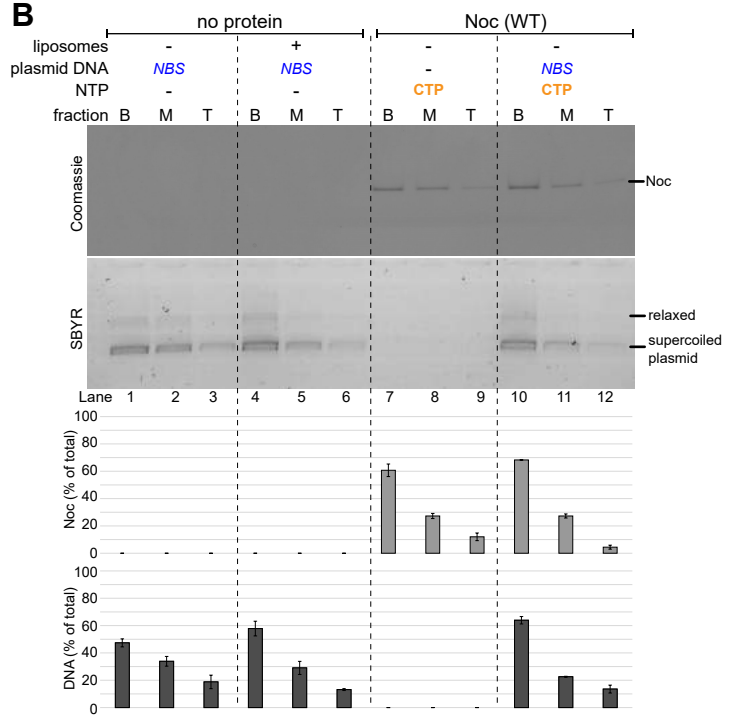 B
no protein Noc (WT)
liposomes - + - -
plasmid DNA NBS NBS - NBS
NTP - - CTP CTP
fraction B M T B M T B M T B M T
Coomassie
Noc
SBYR
relaxed
supercoiled
plasmid
Lane 1 2 3 4 5 6 7 8 9 10 11 12
Noc (% of total)
100
80
60
40
20
0
DNA (% of total)
100
80
60
40
20
0